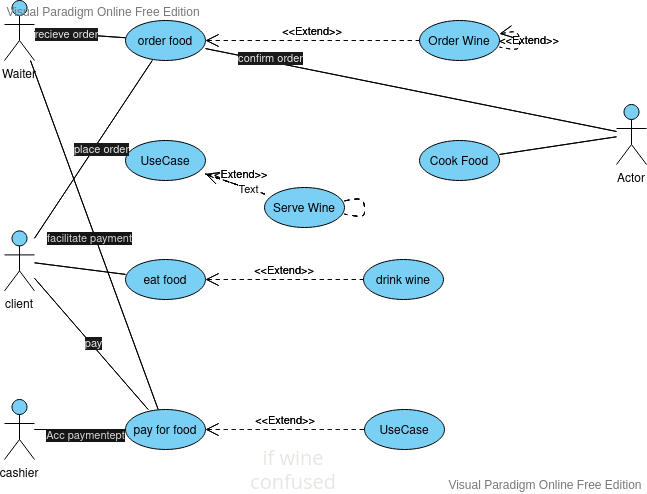 Visual Paradigm Online Free Edition
recieve order
order food
<<Extend>>
Order Wine
<<Extend>>
Waiter
confirm order
place order
UseCase
Cook Food
<<Extend>>
Text
Actor
Serve Wine
facilitate payment
client
eat food
<<Extend>>
drink wine
pay
cashier
Acc paymentept
pay for food
<<Extend>>
UseCase
if wine
confused
Visual Paradigm Online Free Edition